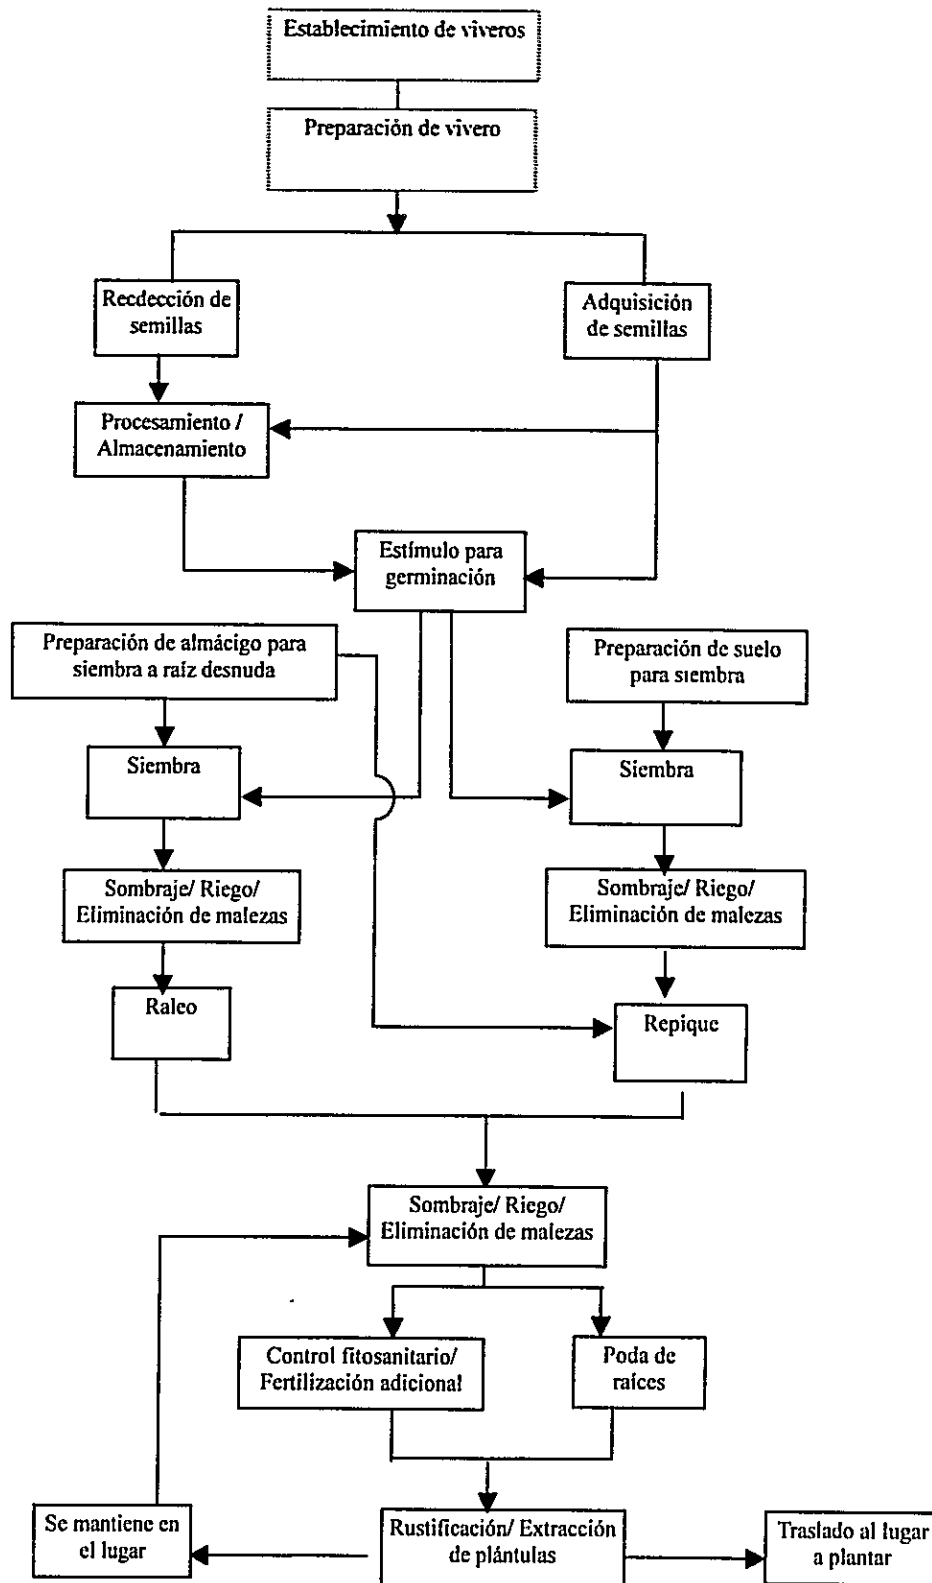 Establecimiento de viveros
Preparación de vivero
Recdección de
semillas
Adquisición
de semillas
Procesamiento /
Almacenamiento
Estímulo para
germinación
Preparación de almácigo para
siembra a raíz desnuda
Preparación de suelo
para siembra
Siembra
Siembra
Sombraje/ Riego/
Eliminación de malezas
Sombraje/ Riego/
Eliminación de malezas
Raleo
Repique
Sombraje/ Riego/
Eliminación de malezas
Control fitosanitario/
Fertilización adicional
Poda de
raíces
Se mantiene en
el lugar
Rustificación/ Extracción
de plántulas
Traslado al lugar
a plantar